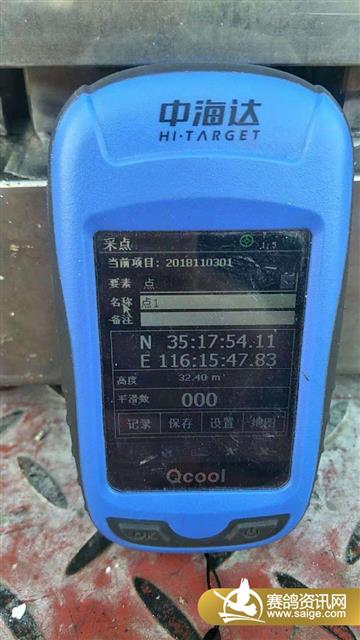 中海达
HI·TARGET
采点
当前项目: 2018110301
要素 点
名称 点1
备注
N 35:17:54.11
E 116:15:47.83
高度 32.40 m
平滑数 000
记录 保存 设置 地图
Qcool
OK
赛鸽资讯网
www.saige.com